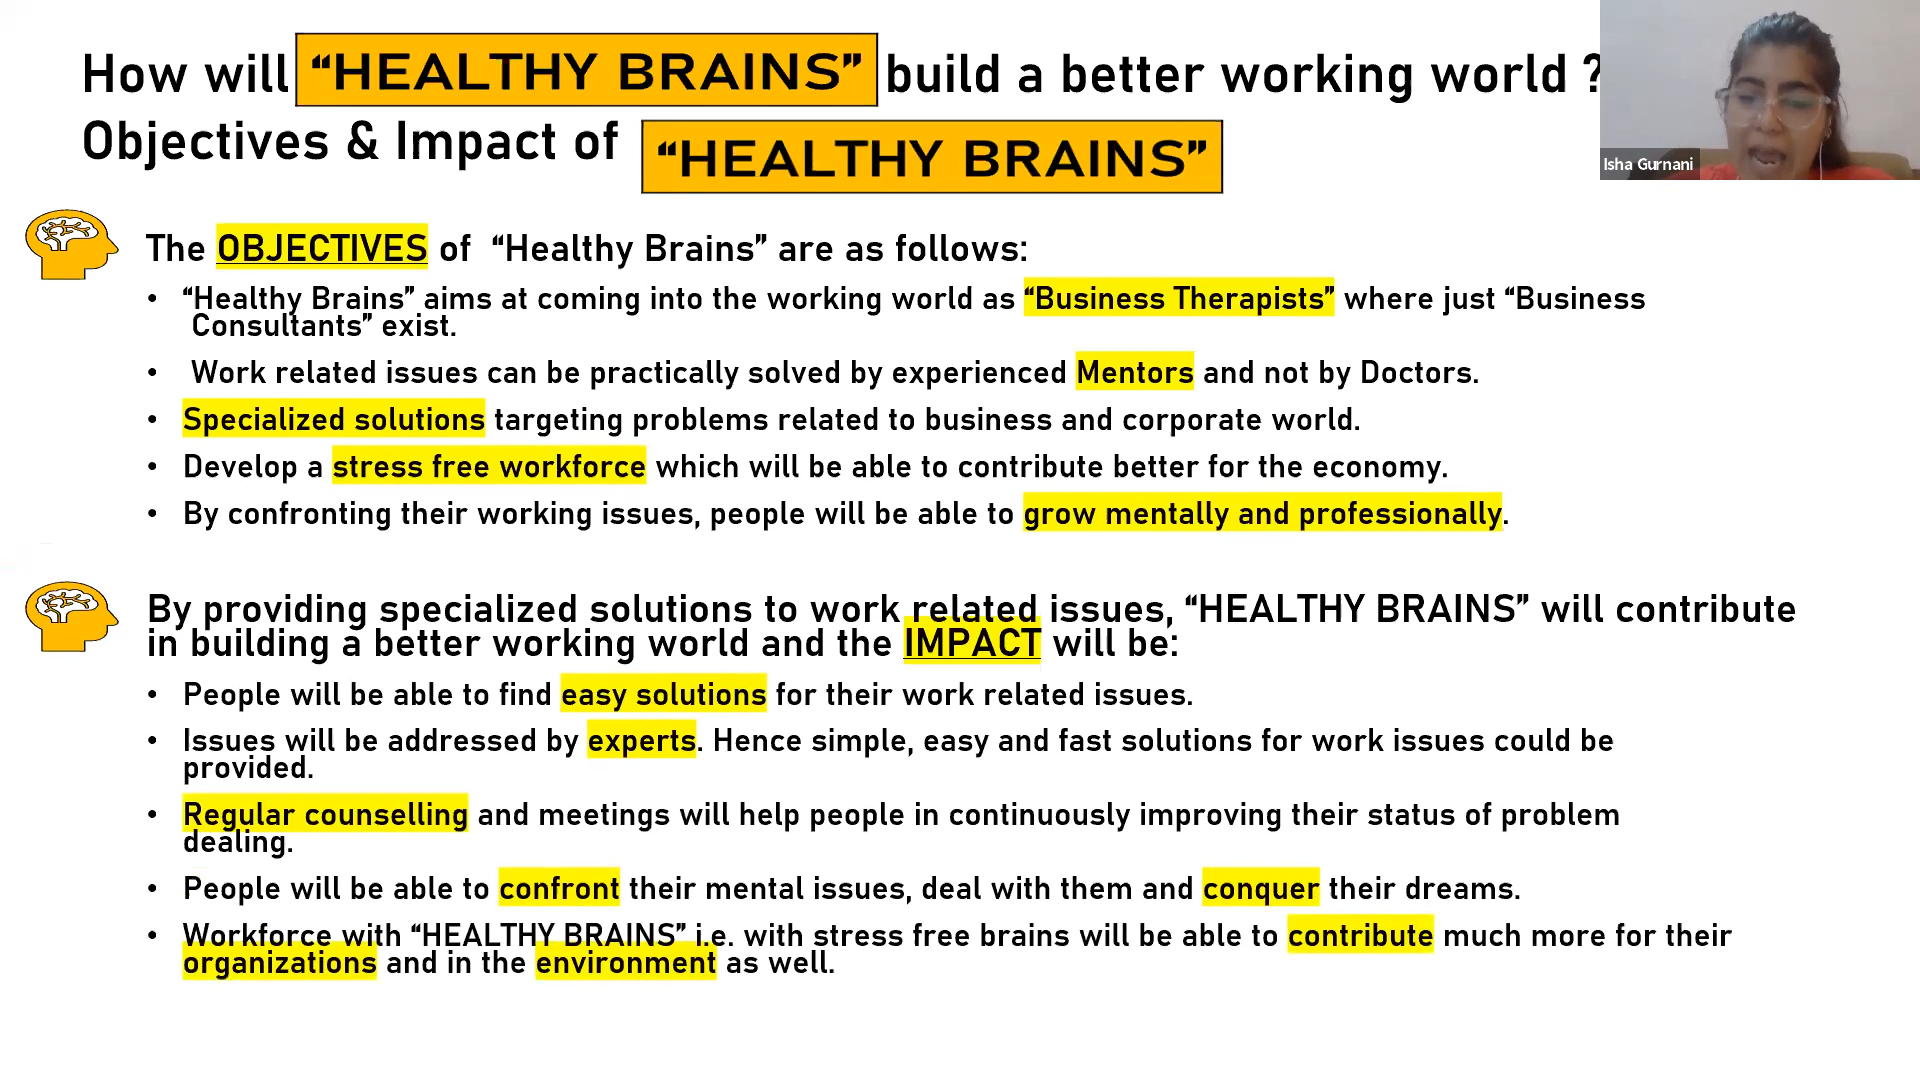 How will “HEALTHY BRAINS” build a better working world ?
Objectives & Impact of “HEALTHY BRAINS”
Isha Gurnani
The OBJECTIVES of “Healthy Brains” are as follows:
• “Healthy Brains” aims at coming into the working world as “Business Therapists” where just “Business
Consultants” exist.
• Work related issues can be practically solved by experienced Mentors and not by Doctors.
• Specialized solutions targeting problems related to business and corporate world.
• Develop a stress free workforce which will be able to contribute better for the economy.
• By confronting their working issues, people will be able to grow mentally and professionally.
By providing specialized solutions to work related issues, “HEALTHY BRAINS” will contribute
in building a better working world and the IMPACT will be:
• People will be able to find easy solutions for their work related issues.
• Issues will be addressed by experts. Hence simple, easy and fast solutions for work issues could be
provided.
• Regular counselling and meetings will help people in continuously improving their status of problem
dealing.
• People will be able to confront their mental issues, deal with them and conquer their dreams.
• Workforce with “HEALTHY BRAINS” i.e. with stress free brains will be able to contribute much more for their
organizations and in the environment as well.